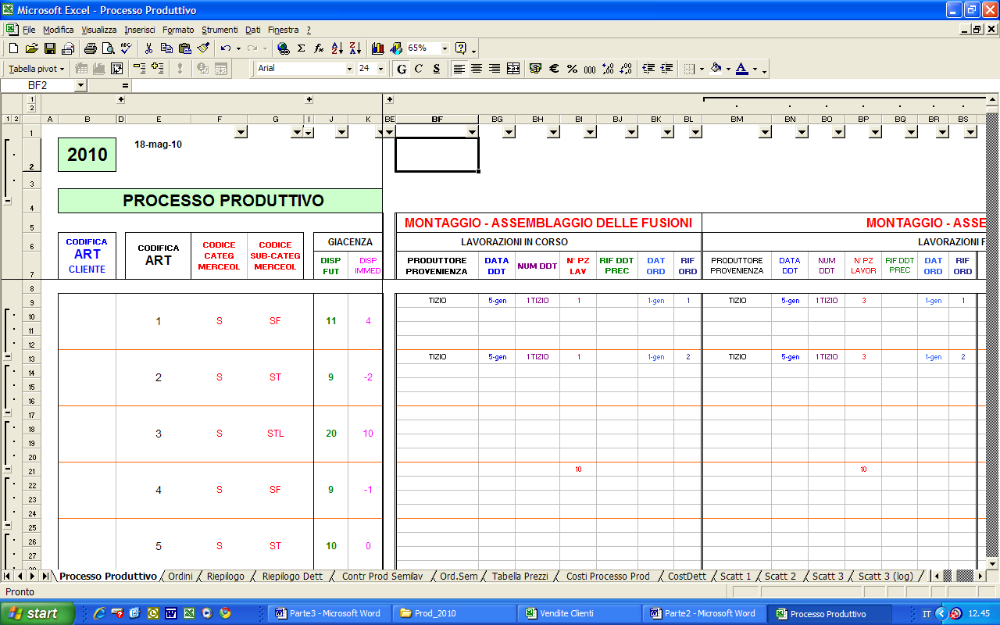 Microsoft Excel - Processo Produttivo
File Modifica Visualizza Inserisci Formato Strumenti Dati Finestra ?
65%
Tabella pivot Arial 24 G C S € % 000
BF2 =
1
2
1 2 A B D E F G I J K BE BF BG BH BI BJ BK BL BM BN BO BP BQ BR BS
1
2 2010 18-mag-10
3
4 PROCESSO PRODUTTIVO
5 MONTAGGIO - ASSEMBLAGGIO DELLE FUSIONI MONTAGGIO - ASSE
6 GIACENZA LAVORAZIONI IN CORSO LAVORAZIONI F
CODIFICA ART CLIENTE
CODIFICA ART
CODICE CATEG MERCEOL
CODICE SUB-CATEG MERCEOL
7 DISP FUT DISP IMMED PRODUTTORE PROVENIENZA DATA DDT NUM DDT N° PZ LAV RIF DDT PREC DAT ORD RIF ORD PRODUTTORE PROVENIENZA DATA DDT NUM DDT N° PZ LAVOR RIF DDT PREC DAT ORD RIF ORD
8
9 TIZIO 5-gen 1 TIZIO 1 1-gen 1 TIZIO 5-gen 1 TIZIO 3 1-gen 1
10
1 S SF 11 4
11
12
13 TIZIO 5-gen 1 TIZIO 1 1-gen 2 TIZIO 5-gen 1 TIZIO 3 1-gen 2
14
2 S ST 9 -2
15
16
17
18
3 S STL 20 10
19
20
21 10 10
22
4 S SF 9 -1
23
24
25
26
5 S ST 10 0
27
Processo Produttivo Ordini Riepilogo Riepilogo Dett Contr Prod Semilav Ord.Sem Tabella Prezzi Costi Processo Prod CostDett Scatt 1 Scatt 2 Scatt 3 Scatt 3 (log)
Pronto
start Parte3 - Microsoft Word Prod_2010 Vendite Clienti Parte2 - Microsoft Word Processo Produttivo IT 12.45